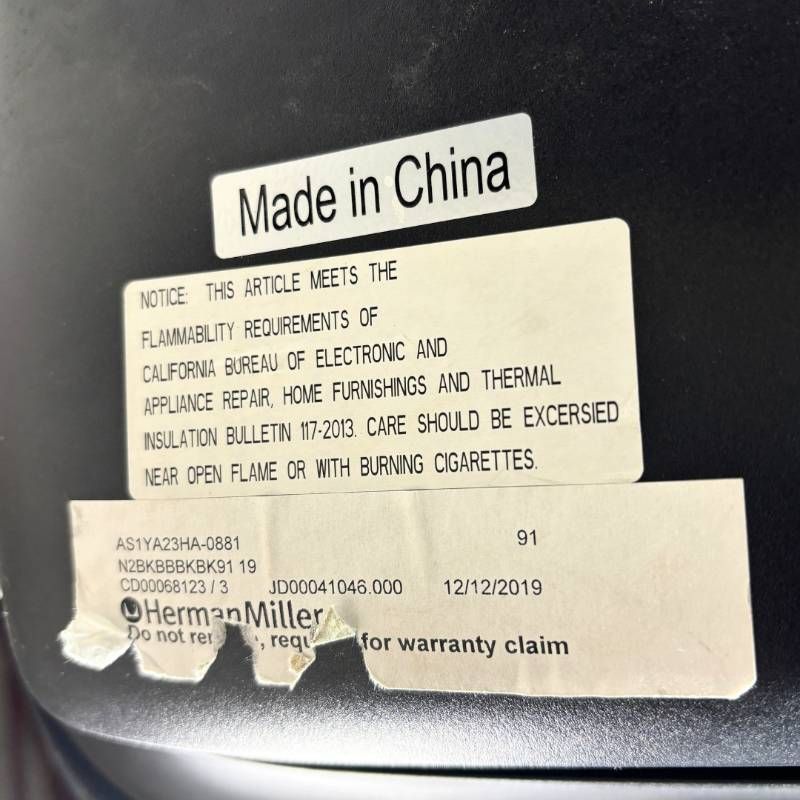 Made in China
NOTICE: THIS ARTICLE MEETS THE
FLAMMABILITY REQUIREMENTS OF
CALIFORNIA BUREAU OF ELECTRONIC AND
APPLIANCE REPAIR, HOME FURNISHINGS AND THERMAL
INSULATION BULLETIN 117-2013. CARE SHOULD BE EXCERSIED
NEAR OPEN FLAME OR WITH BURNING CIGARETTES.
AS1YA23HA-0881 91
N2BKBBBKBK91 19
CD00068123 / 3 JD00041046.000 12/12/2019
HermanMiller
Do not for warranty claim